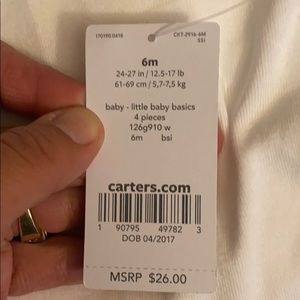 170190 0418
CKT-2916-6M
SSI
6m
24-27 in / 12.5-17 lb
61-69 cm / 5,7-7,5 kg
baby - little baby basics
4 pieces
126g910 w
6m bsi
carters.com
1 90795 49782 3
DOB 04/2017
MSRP $26.00